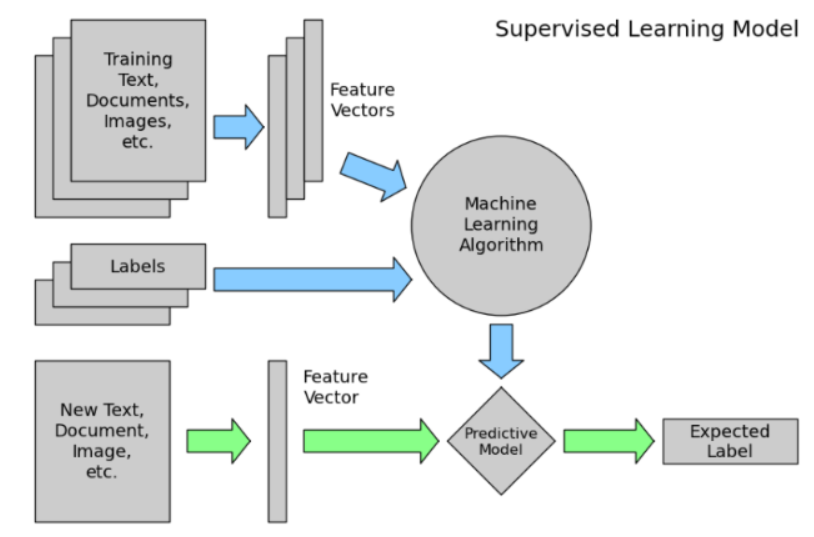 Supervised Learning Model
Training
Text,
Documents,
Images,
etc.
Feature
Vectors
Machine
Learning
Algorithm
Labels
New Text,
Document,
Image,
etc.
Feature
Vector
Predictive
Model
Expected
Label